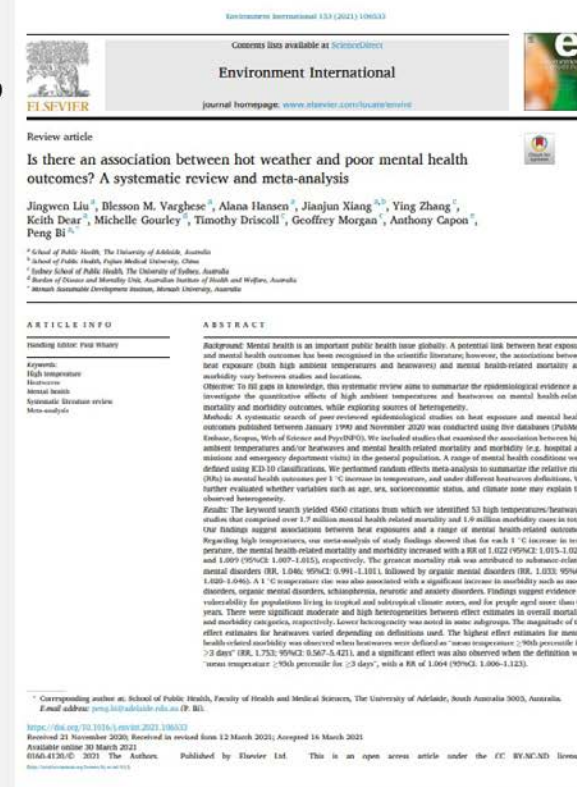 Environment International 153 (2021) 106533
Contents lists available at ScienceDirect
Environment International
journal homepage: www.elsevier.com/locate/envint
ELSEVIER
Review article
Is there an association between hot weather and poor mental health
outcomes? A systematic review and meta-analysis
Jingwen Liu a, Blesson M. Varghese a, Alana Hansen a, Jianjun Xiang a,b, Ying Zhang c,
Keith Dear a, Michelle Gourley d, Timothy Driscoll c, Geoffrey Morgan c, Anthony Capon e,
Peng Bi a,*
a School of Public Health, The University of Adelaide, Australia
b School of Public Health, Fujian Medical University, China
c Sydney School of Public Health, The University of Sydney, Australia
d Burden of Disease and Mortality Unit, Australian Institute of Health and Welfare, Australia
e Monash Sustainable Development Institute, Monash University, Australia
ARTICLE INFO
Handling Editor: Paul Whaley
Keywords:
High temperature
Heatwaves
Mental health
Systematic literature review
Meta-analysis
ABSTRACT
Background: Mental health is an important public health issue globally. A potential link between heat
and mental health outcomes has been recognised in the scientific literature; however, the associations
heat exposure (both high ambient temperatures and heatwaves) and mental health-related mortality
morbidity vary between studies and locations.
Objective: To fill gaps in knowledge, this systematic review aims to summarize the epidemiological evidence
investigate the quantitative effects of high ambient temperatures and heatwaves on mental
mortality and morbidity outcomes, while exploring sources of heterogeneity.
Methods: A systematic search of peer-reviewed epidemiological studies on heat exposure and mental
outcomes published between January 1990 and November 2020 was conducted using five databases
Embase, Scopus, Web of Science and PsycINFO). We included studies that examined the association between
ambient temperatures and/or heatwaves and mental health related mortality and morbidity (e.g. hospital
missions and emergency department visits) in the general population. A range of mental health conditions
defined using ICD-10 classifications. We performed random effects meta-analysis to summarize the relative
(RRs) in mental health outcomes per 1 °C increase in temperature, and under different heatwaves definitions.
further evaluated whether variables such as age, sex, socioeconomic status, and climate zone may explain
observed heterogeneity.
Results: The keyword search yielded 4560 citations from which we identified 53 high temperatures/
studies that comprised over 1.7 million mental health related mortality and 1.9 million morbidity cases in
Our findings suggest associations between heat exposures and a range of mental health-related
Regarding high temperatures, our meta-analysis of study findings showed that for each 1 °C increase in
perature, the mental health-related mortality and morbidity increased with a RR of 1.022 (95%CI:
and 1.009 (95%CI: 1.007–1.015), respectively. The greatest mortality risk was attributed to
mental disorders (RR, 1.046; 95%CI: 0.991–1.101), followed by organic mental disorders (RR, 1.033;
1.020–1.046). A 1 °C temperature rise was also associated with a significant increase in morbidity such as
disorders, organic mental disorders, schizophrenia, neurotic and anxiety disorders. Findings suggest evidence
vulnerability for populations living in tropical and subtropical climate zones, and for people aged more than
years. There were significant moderate and high heterogeneities between effect estimates in overall
and morbidity categories, respectively. Lower heterogeneity was noted in some subgroups. The magnitude of
effect estimates for heatwaves varied depending on definitions used. The highest effect estimates for
health-related morbidity was observed when heatwaves were defined as "mean temperature ≥90th percentile
≥3 days" (RR, 1.753; 95%CI: 0.567–5.421), and a significant effect was also observed when the definition
"mean temperature ≥95th percentile for ≥3 days", with a RR of 1.064 (95%CI: 1.006–1.123).
* Corresponding author at: School of Public Health, Faculty of Health and Medical Sciences, The University of Adelaide, South Australia 5005, Australia.
E-mail address: peng.bi@adelaide.edu.au (P. Bi).
https://doi.org/10.1016/j.envint.2021.106533
Received 21 November 2020; Received in revised form 12 March 2021; Accepted 16 March 2021
Available online 30 March 2021
0160-4120/© 2021 The Authors. Published by Elsevier Ltd. This is an open access article under the CC BY-NC-ND